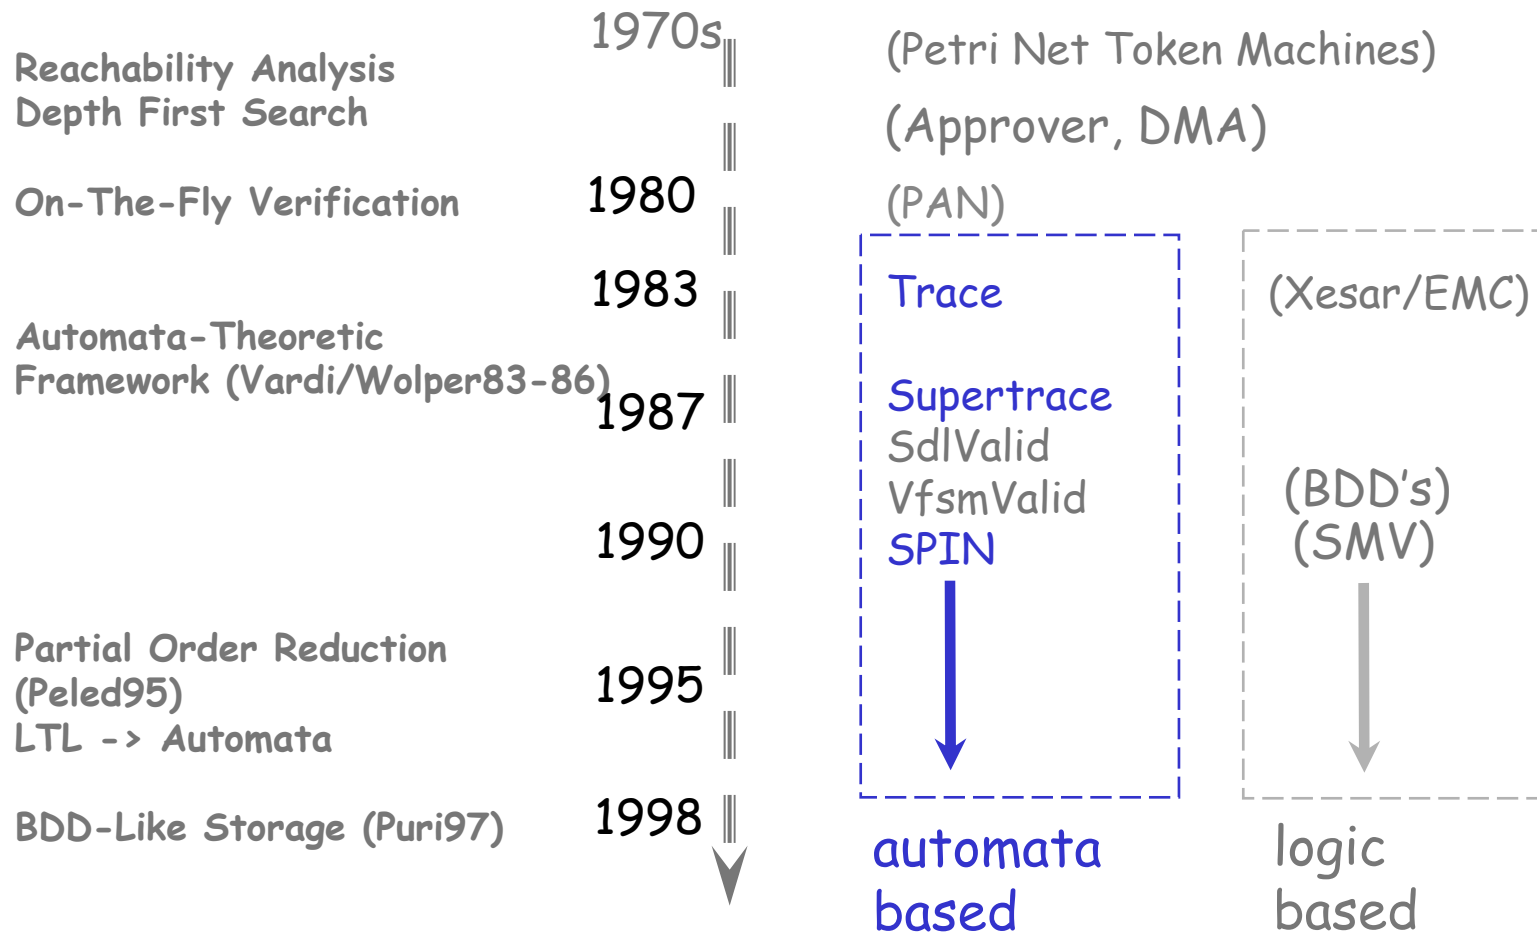 1970s
Reachability Analysis
Depth First Search
On-The-Fly Verification
1980
1983
Automata-Theoretic
Framework (Vardi/Wolper83-86)
1987
1990
Partial Order Reduction
(Peled95)
1995
LTL -> Automata
BDD-Like Storage (Puri97)
1998
(Petri Net Token Machines)
(Approver, DMA)
(PAN)
Trace
Supertrace
SdlValid
VfsmValid
SPIN
automata
based
(Xesar/EMC)
(BDD's)
(SMV)
logic
based